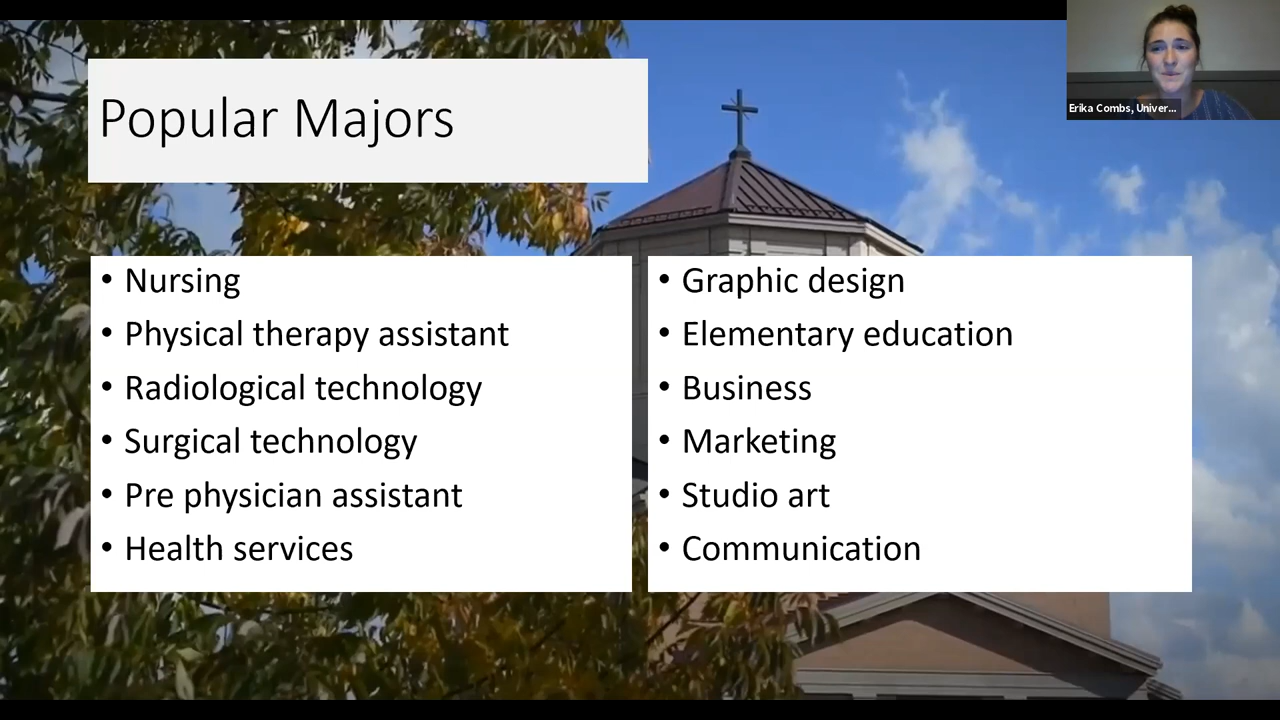 Popular Majors
Erika Combs, Univer...
• Nursing
• Physical therapy assistant
• Radiological technology
• Surgical technology
• Pre physician assistant
• Health services
• Graphic design
• Elementary education
• Business
• Marketing
• Studio art
• Communication